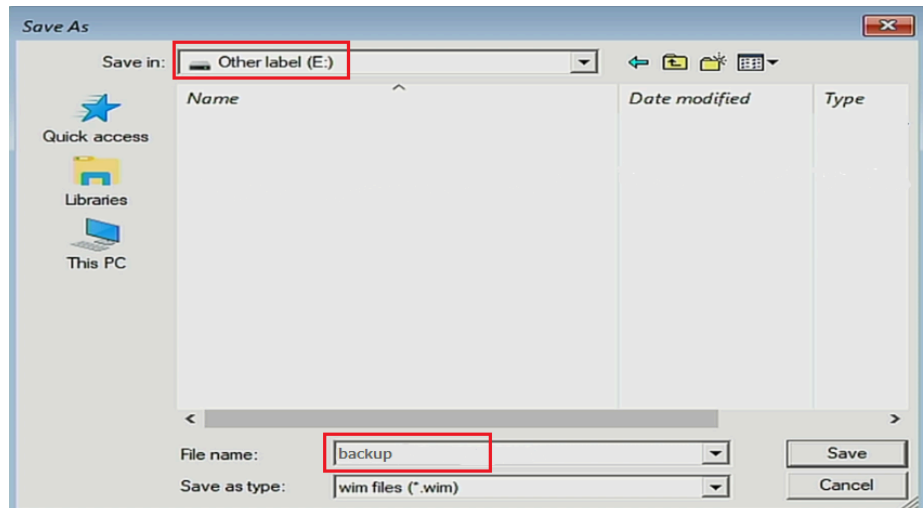 Save As
Save in: Other label (E:)
Name Date modified Type
Quick access
Libraries
This PC
File name: backup Save
Save as type: wim files (*.wim) Cancel